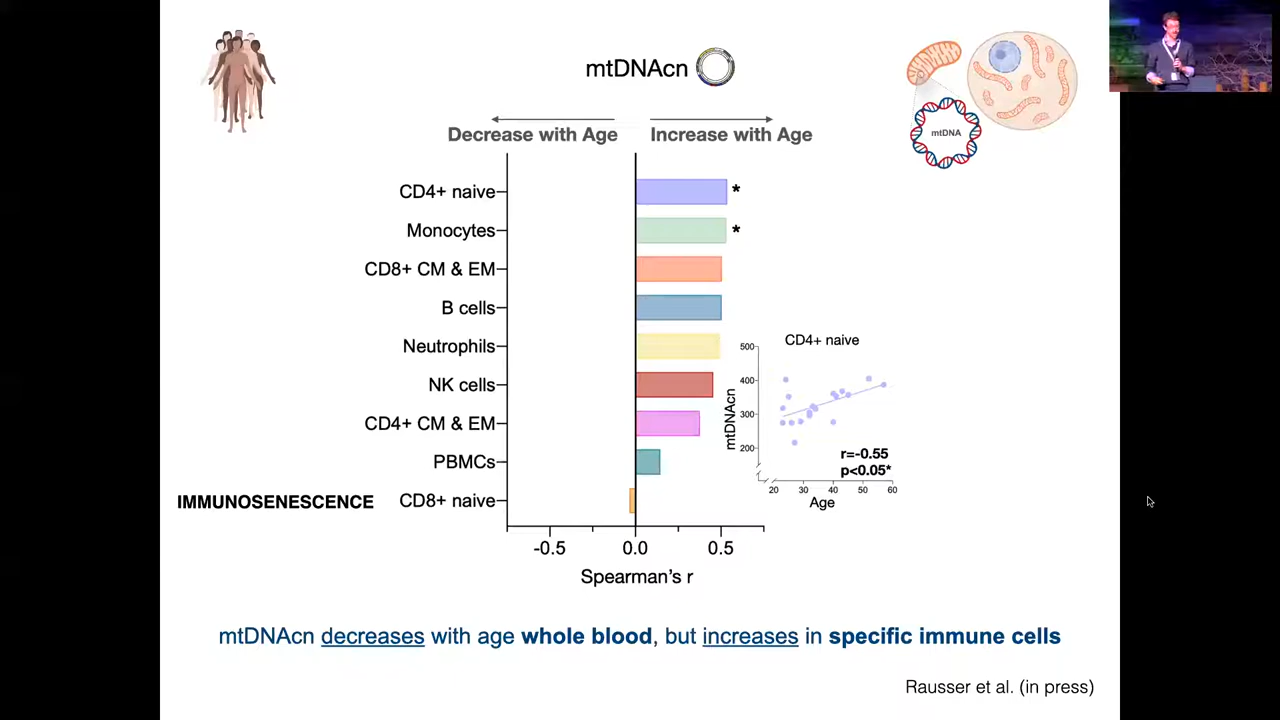 mtDNAcn
Decrease with Age
Increase with Age
mtDNA
CD4+ naive
*
Monocytes
*
CD8+ CM & EM
B cells
Neutrophils
NK cells
CD4+ CM & EM
PBMCs
IMMUNOSENESCENCE
CD8+ naive
-0.5 0.0 0.5
Spearman's r
CD4+ naive
500
400
300
200
mtDNAcn
r=-0.55
p<0.05*
20 30 40 50 60
Age
mtDNAcn decreases with age whole blood, but increases in specific immune cells
Rausser et al. (in press)